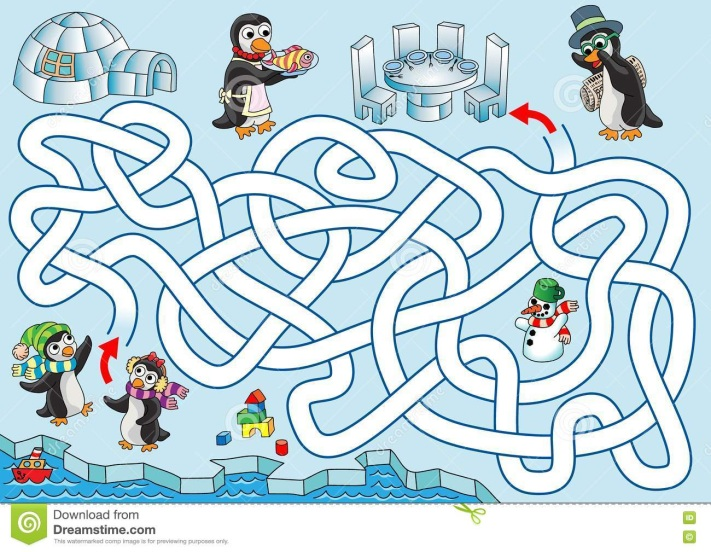 Download from
Dreamstime.com
This watermarked comp image is for previewing purposes only.